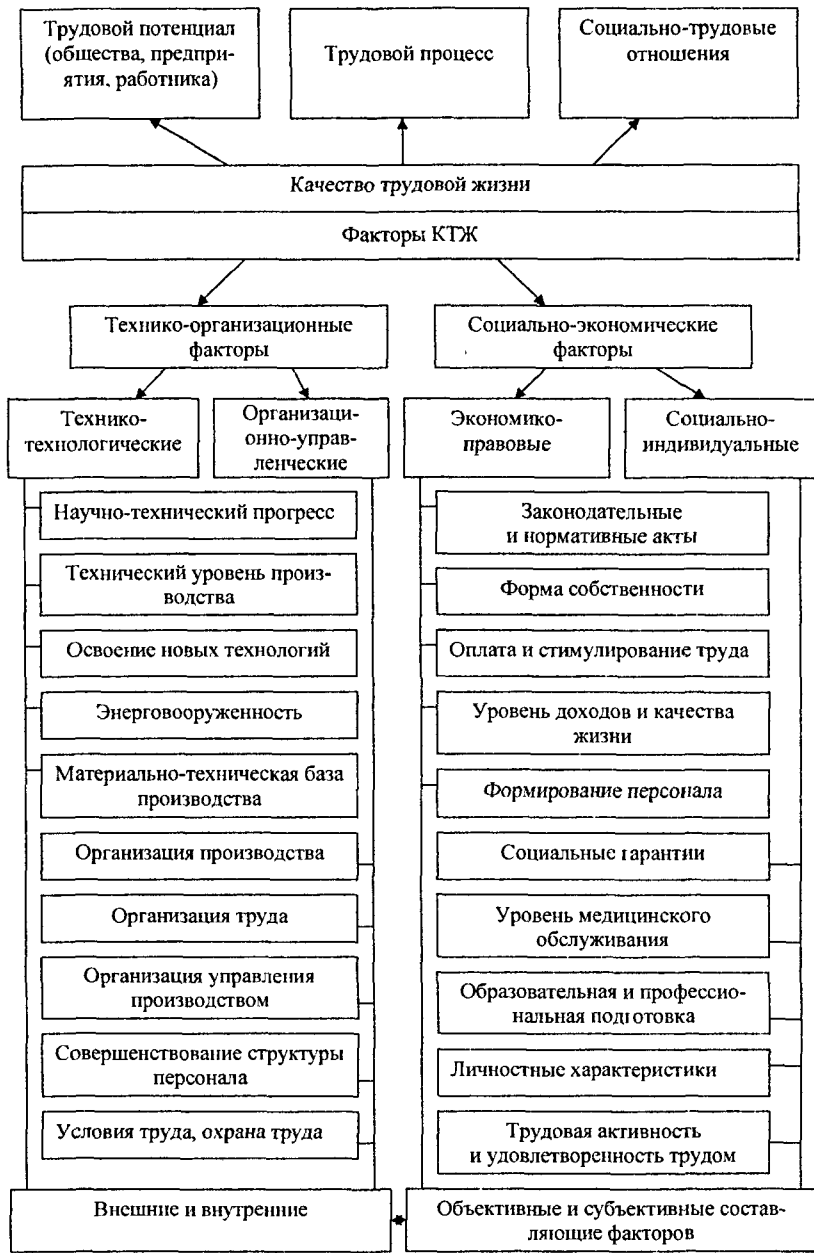 Трудовой потенциал
(общества, предпри-
ятия, работника)
Трудовой процесс
Социально-трудовые
отношения
Качество трудовой жизни
Факторы КТЖ
Технико-организационные
факторы
Социально-экономические
факторы
Технико-
технологические
Организаци-
онно-управ-
ленческие
Экономико-
правовые
Социально-
индивидуальные
Научно-технический прогресс
Технический уровень произ-
водства
Освоение новых технологий
Энерговооруженность
Материально-техническая база
производства
Организация производства
Организация труда
Организация управления
производством
Совершенствование структуры
персонала
Условия труда, охрана труда
Законодательные
и нормативные акты
Форма собственности
Оплата и стимулирование труда
Уровень доходов и качества
жизни
Формирование персонала
Социальные гарантии
Уровень медицинского
обслуживания
Образовательная и профессио-
нальная подготовка
Личностные характеристики
Трудовая активность
и удовлетворенность трудом
Внешние и внутренние
Объективные и субъективные состав-
ляющие факторов